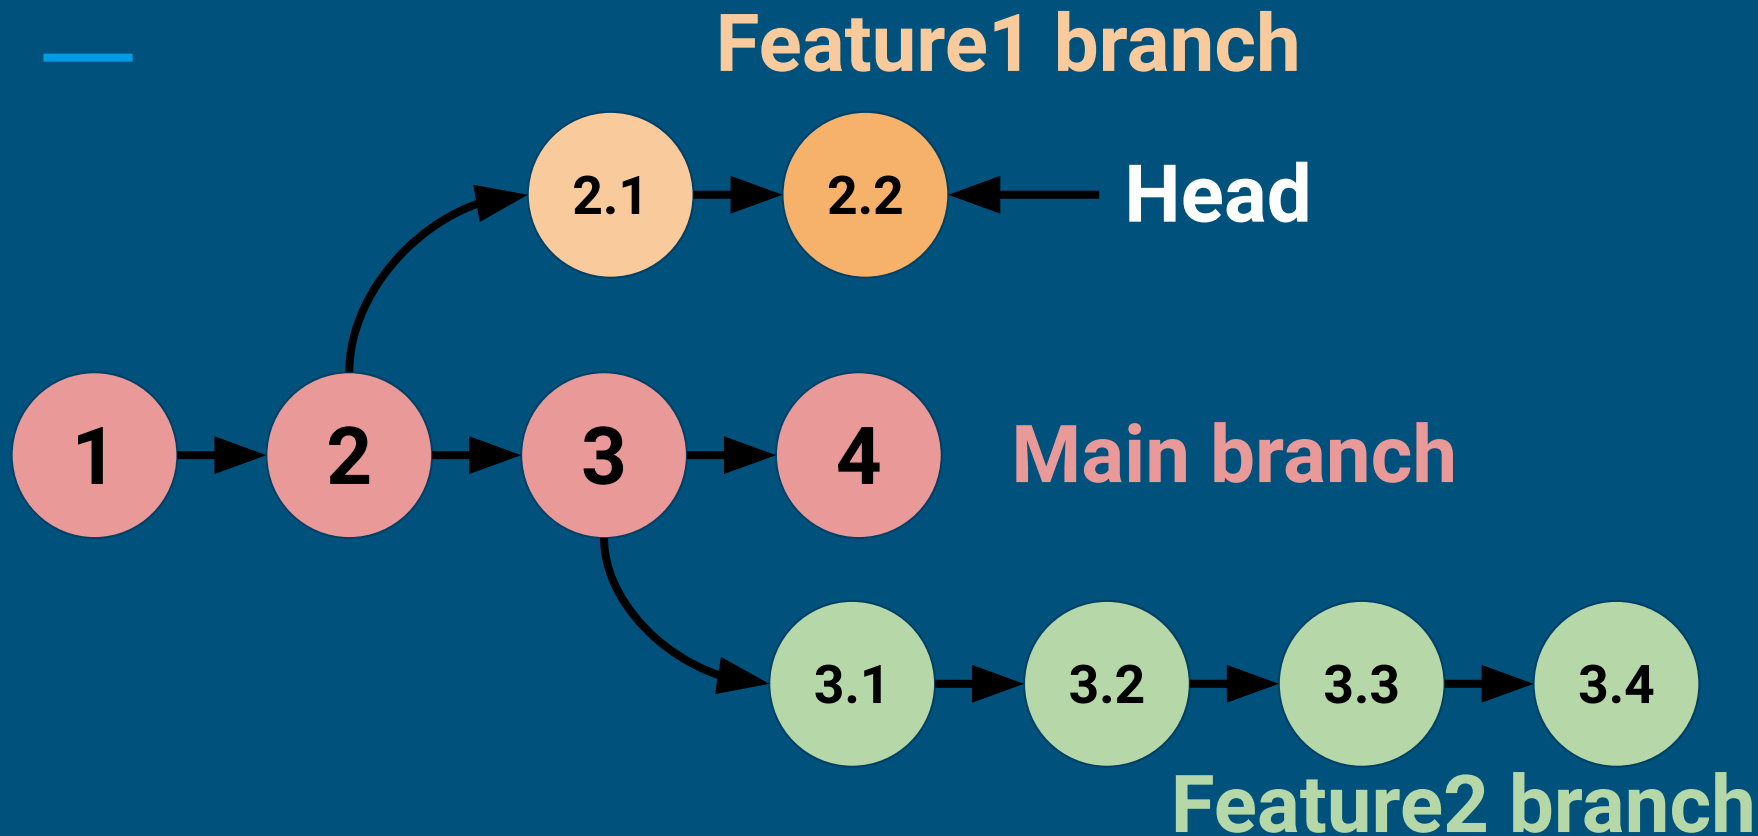 Feature1 branch
2.1
2.2
Head
1
2
3
4
Main branch
3.1
3.2
3.3
3.4
Feature2 branch